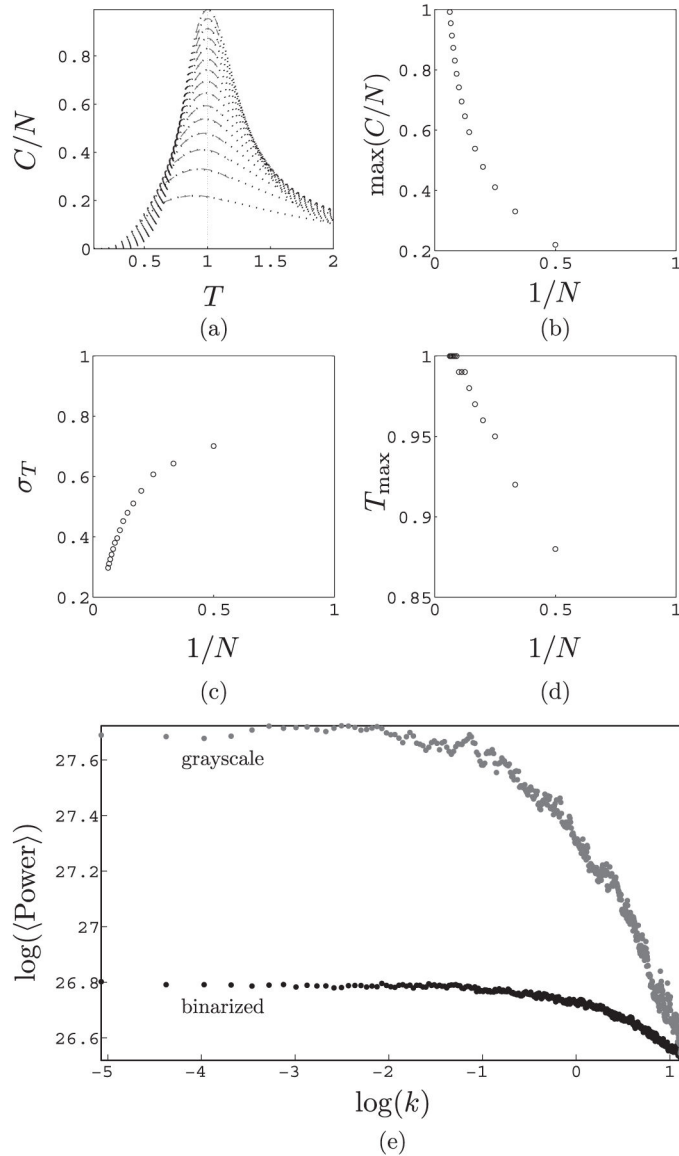 0.8
0.6
0.4
0.2
0
C/N
0.5
1
1.5
2
T
(a)
1
0.8
0.6
0.4
0.2
max(C/N)
0
0.5
1
1/N
(b)
1
0.8
0.6
0.4
0.2
σ_T
0
0.5
1
1/N
(c)
1
0.95
0.9
0.85
T_max
0
0.5
1
1/N
(d)
27.6
27.4
27.2
27
26.8
26.6
log(⟨Power⟩)
grayscale
binarized
−5
−4
−3
−2
−1
0
1
log(k)
(e)